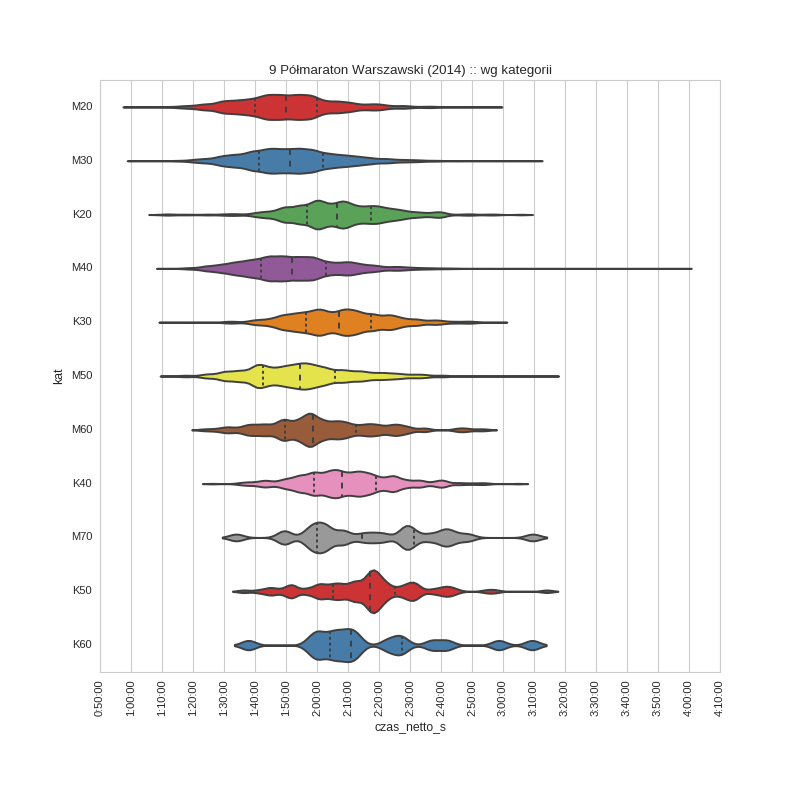 9 Półmaraton Warszawski (2014) :: wg kategorii
M20
M30
K20
M40
K30
M50
M60
K40
M70
K50
K60
kat
0:50:00
1:00:00
1:10:00
1:20:00
1:30:00
1:40:00
1:50:00
2:00:00
2:10:00
2:20:00
2:30:00
2:40:00
2:50:00
3:00:00
3:10:00
3:20:00
3:30:00
3:40:00
3:50:00
4:00:00
4:10:00
czas_netto_s